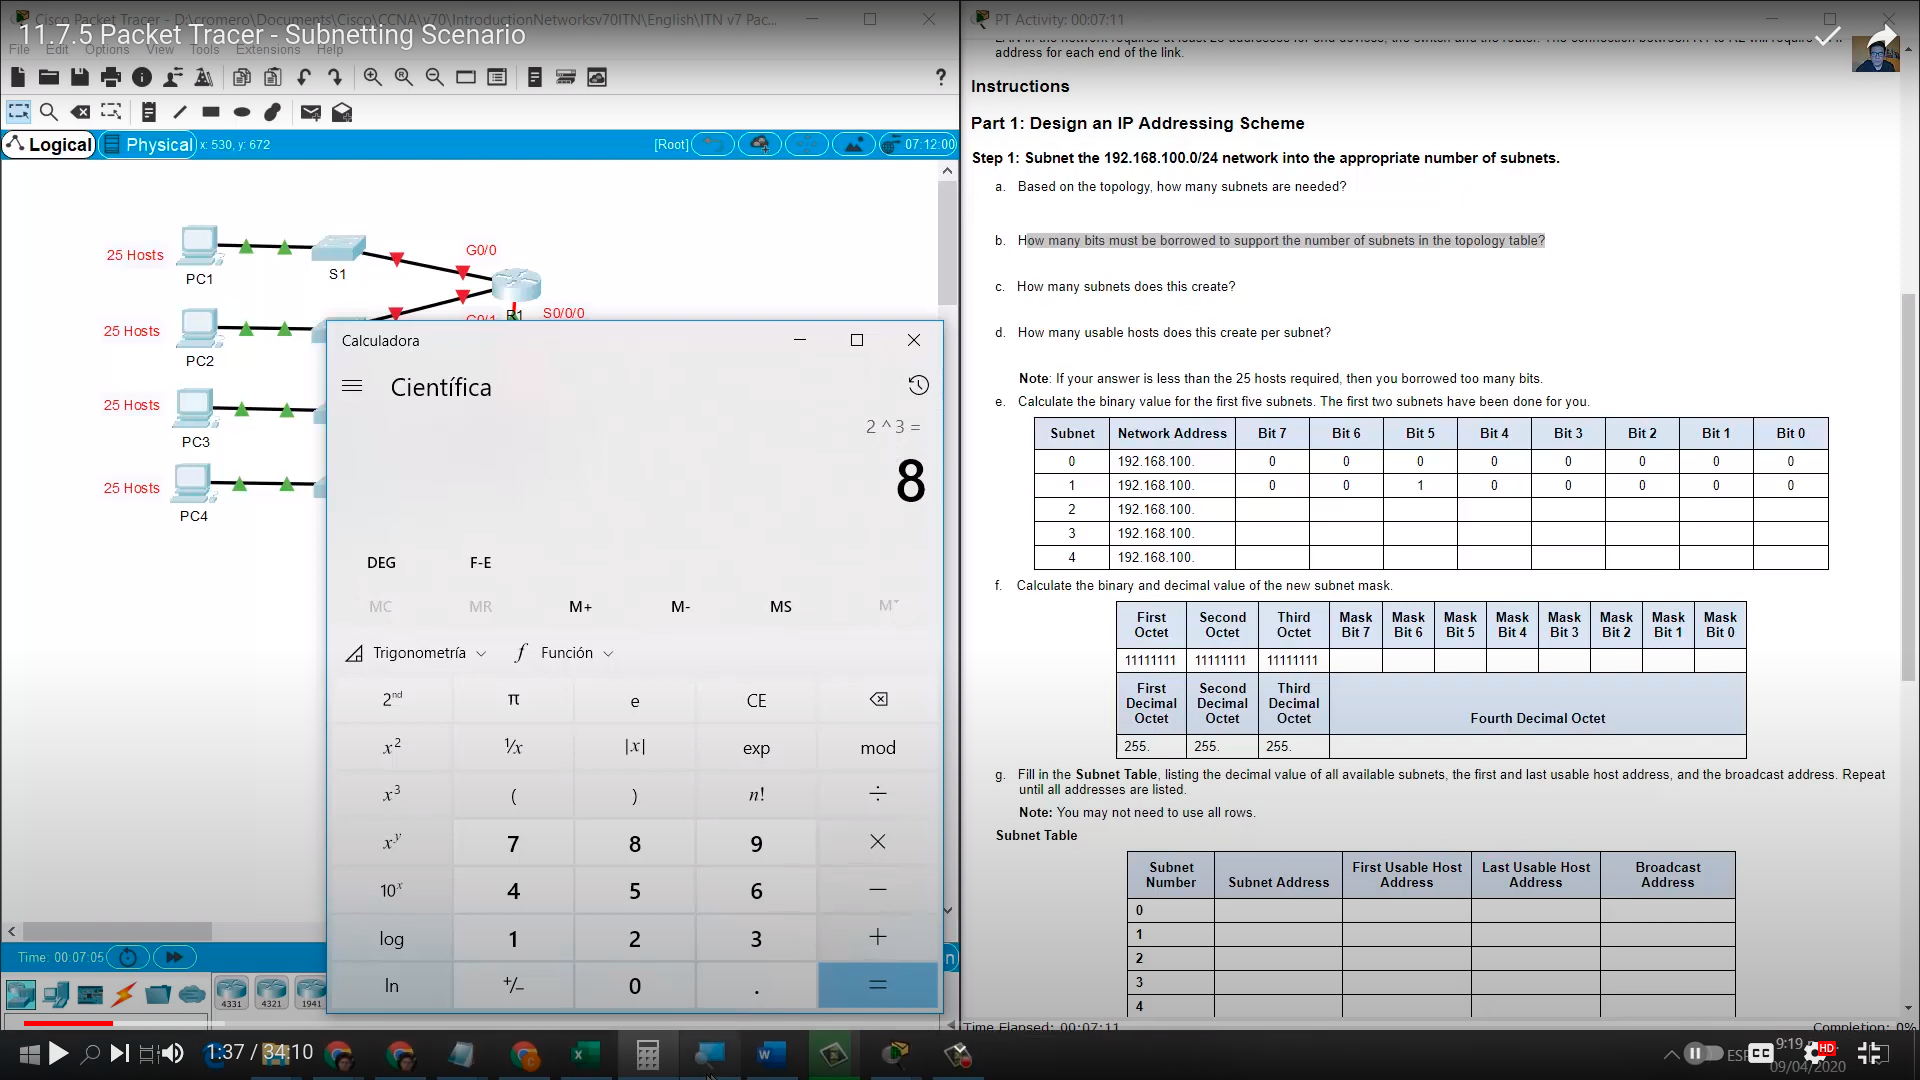 Cisco Packet Tracer - D:\cromero\Documents\Cisco\CCNA\v70\IntroductionNetworksv70ITN\English\ITN v7 Pac...
11.7.5 Packet Tracer - Subnetting Scenario
File Edit Options View Tools Extensions Help
?
Logical
Physical
x: 530, y: 672
[Root]
07:12:00
25 Hosts
PC1
S1
G0/0
25 Hosts
PC2
G0/1
R1
S0/0/0
25 Hosts
PC3
25 Hosts
PC4
Calculadora
Científica
2 ^ 3 =
8
DEG F-E
MC MR M+ M- MS M˅
Trigonometría
f Función
2nd π e CE
x2 ¹/x |x| exp mod
x3 ( ) n! ÷
xy 7 8 9 ×
10x 4 5 6 −
log 1 2 3 +
ln +/− 0 . =
Time: 00:07:05
n
4331 4321 1941
PT Activity: 00:07:11
address for each end of the link.
Instructions
Part 1: Design an IP Addressing Scheme
Step 1: Subnet the 192.168.100.0/24 network into the appropriate number of subnets.
a. Based on the topology, how many subnets are needed?
b. How many bits must be borrowed to support the number of subnets in the topology table?
c. How many subnets does this create?
d. How many usable hosts does this create per subnet?
Note: If your answer is less than the 25 hosts required, then you borrowed too many bits.
e. Calculate the binary value for the first five subnets. The first two subnets have been done for you.
Subnet Network Address Bit 7 Bit 6 Bit 5 Bit 4 Bit 3 Bit 2 Bit 1 Bit 0
0 192.168.100. 0 0 0 0 0 0 0 0
1 192.168.100. 0 0 1 0 0 0 0 0
2 192.168.100.
3 192.168.100.
4 192.168.100.
f. Calculate the binary and decimal value of the new subnet mask.
First Second Third Mask Mask Mask Mask Mask Mask Mask Mask
Octet Octet Octet Bit 7 Bit 6 Bit 5 Bit 4 Bit 3 Bit 2 Bit 1 Bit 0
11111111 11111111 11111111
First Second Third
Decimal Decimal Decimal
Octet Octet Octet Fourth Decimal Octet
255. 255. 255.
g. Fill in the Subnet Table, listing the decimal value of all available subnets, the first and last usable host address, and the broadcast address. Repeat
until all addresses are listed.
Note: You may not need to use all rows.
Subnet Table
Subnet First Usable Host Last Usable Host Broadcast
Number Subnet Address Address Address Address
0
1
2
3
4
Time Elapsed: 00:07:11 Completion: 0%
1:37 / 34:10
ESP
CC
HD
9:19
09/04/2020